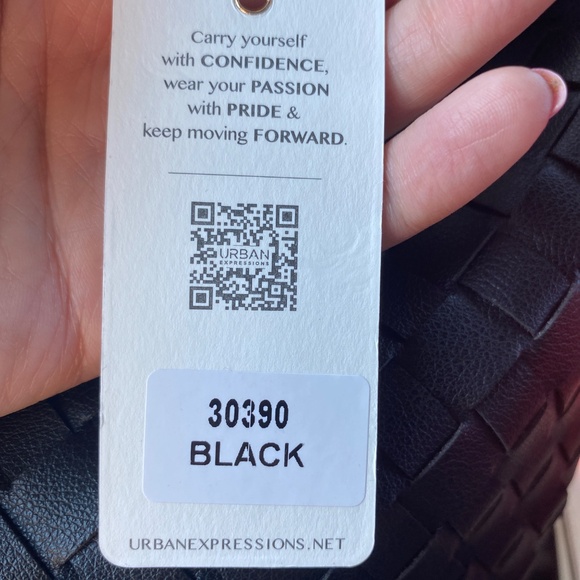 Carry yourself
with CONFIDENCE,
wear your PASSION
with PRIDE &
keep moving FORWARD.
URBAN
EXPRESSIONS
30390
BLACK
URBANEXPRESSIONS.NET